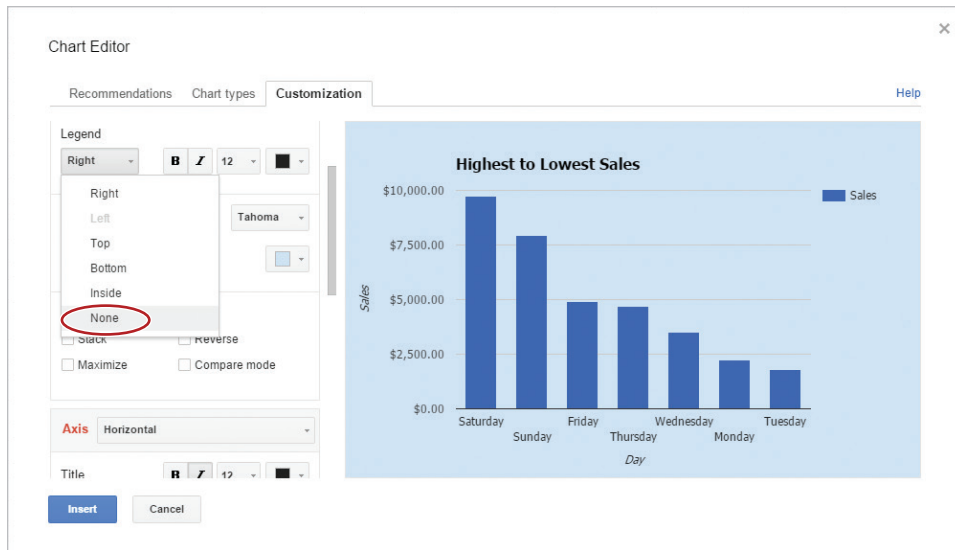 ×
Chart Editor
Recommendations Chart types Customization Help
Legend
Right B I 12
Right
Left
Top
Bottom
Inside
None
Tahoma
Stack Reverse
Maximize Compare mode
Axis Horizontal
Title B I 12
Insert Cancel
Highest to Lowest Sales
$10,000.00
$7,500.00
$5,000.00
$2,500.00
$0.00
Sales
Sales
Saturday Friday Wednesday Tuesday
Sunday Thursday Monday
Day